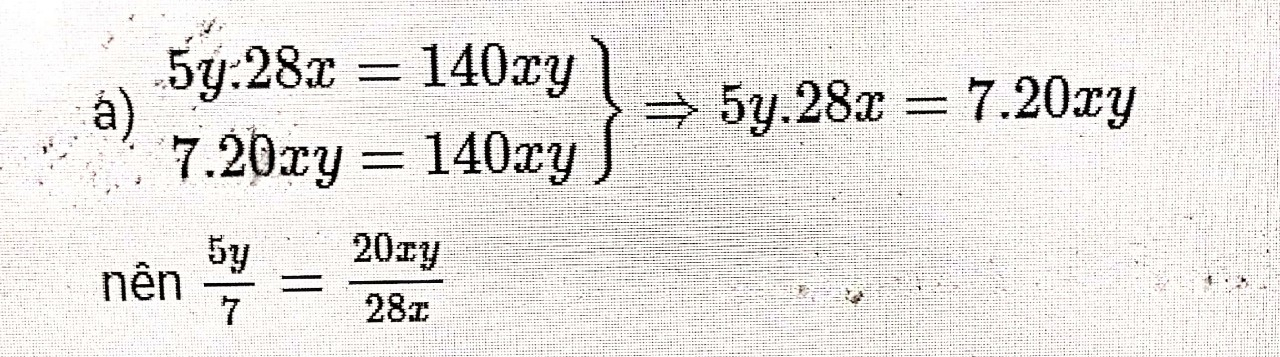 a) 5y.28x = 140xy
7.20xy = 140xy } ⇒ 5y.28x = 7.20xy
nên 5y/7 = 20xy/28x